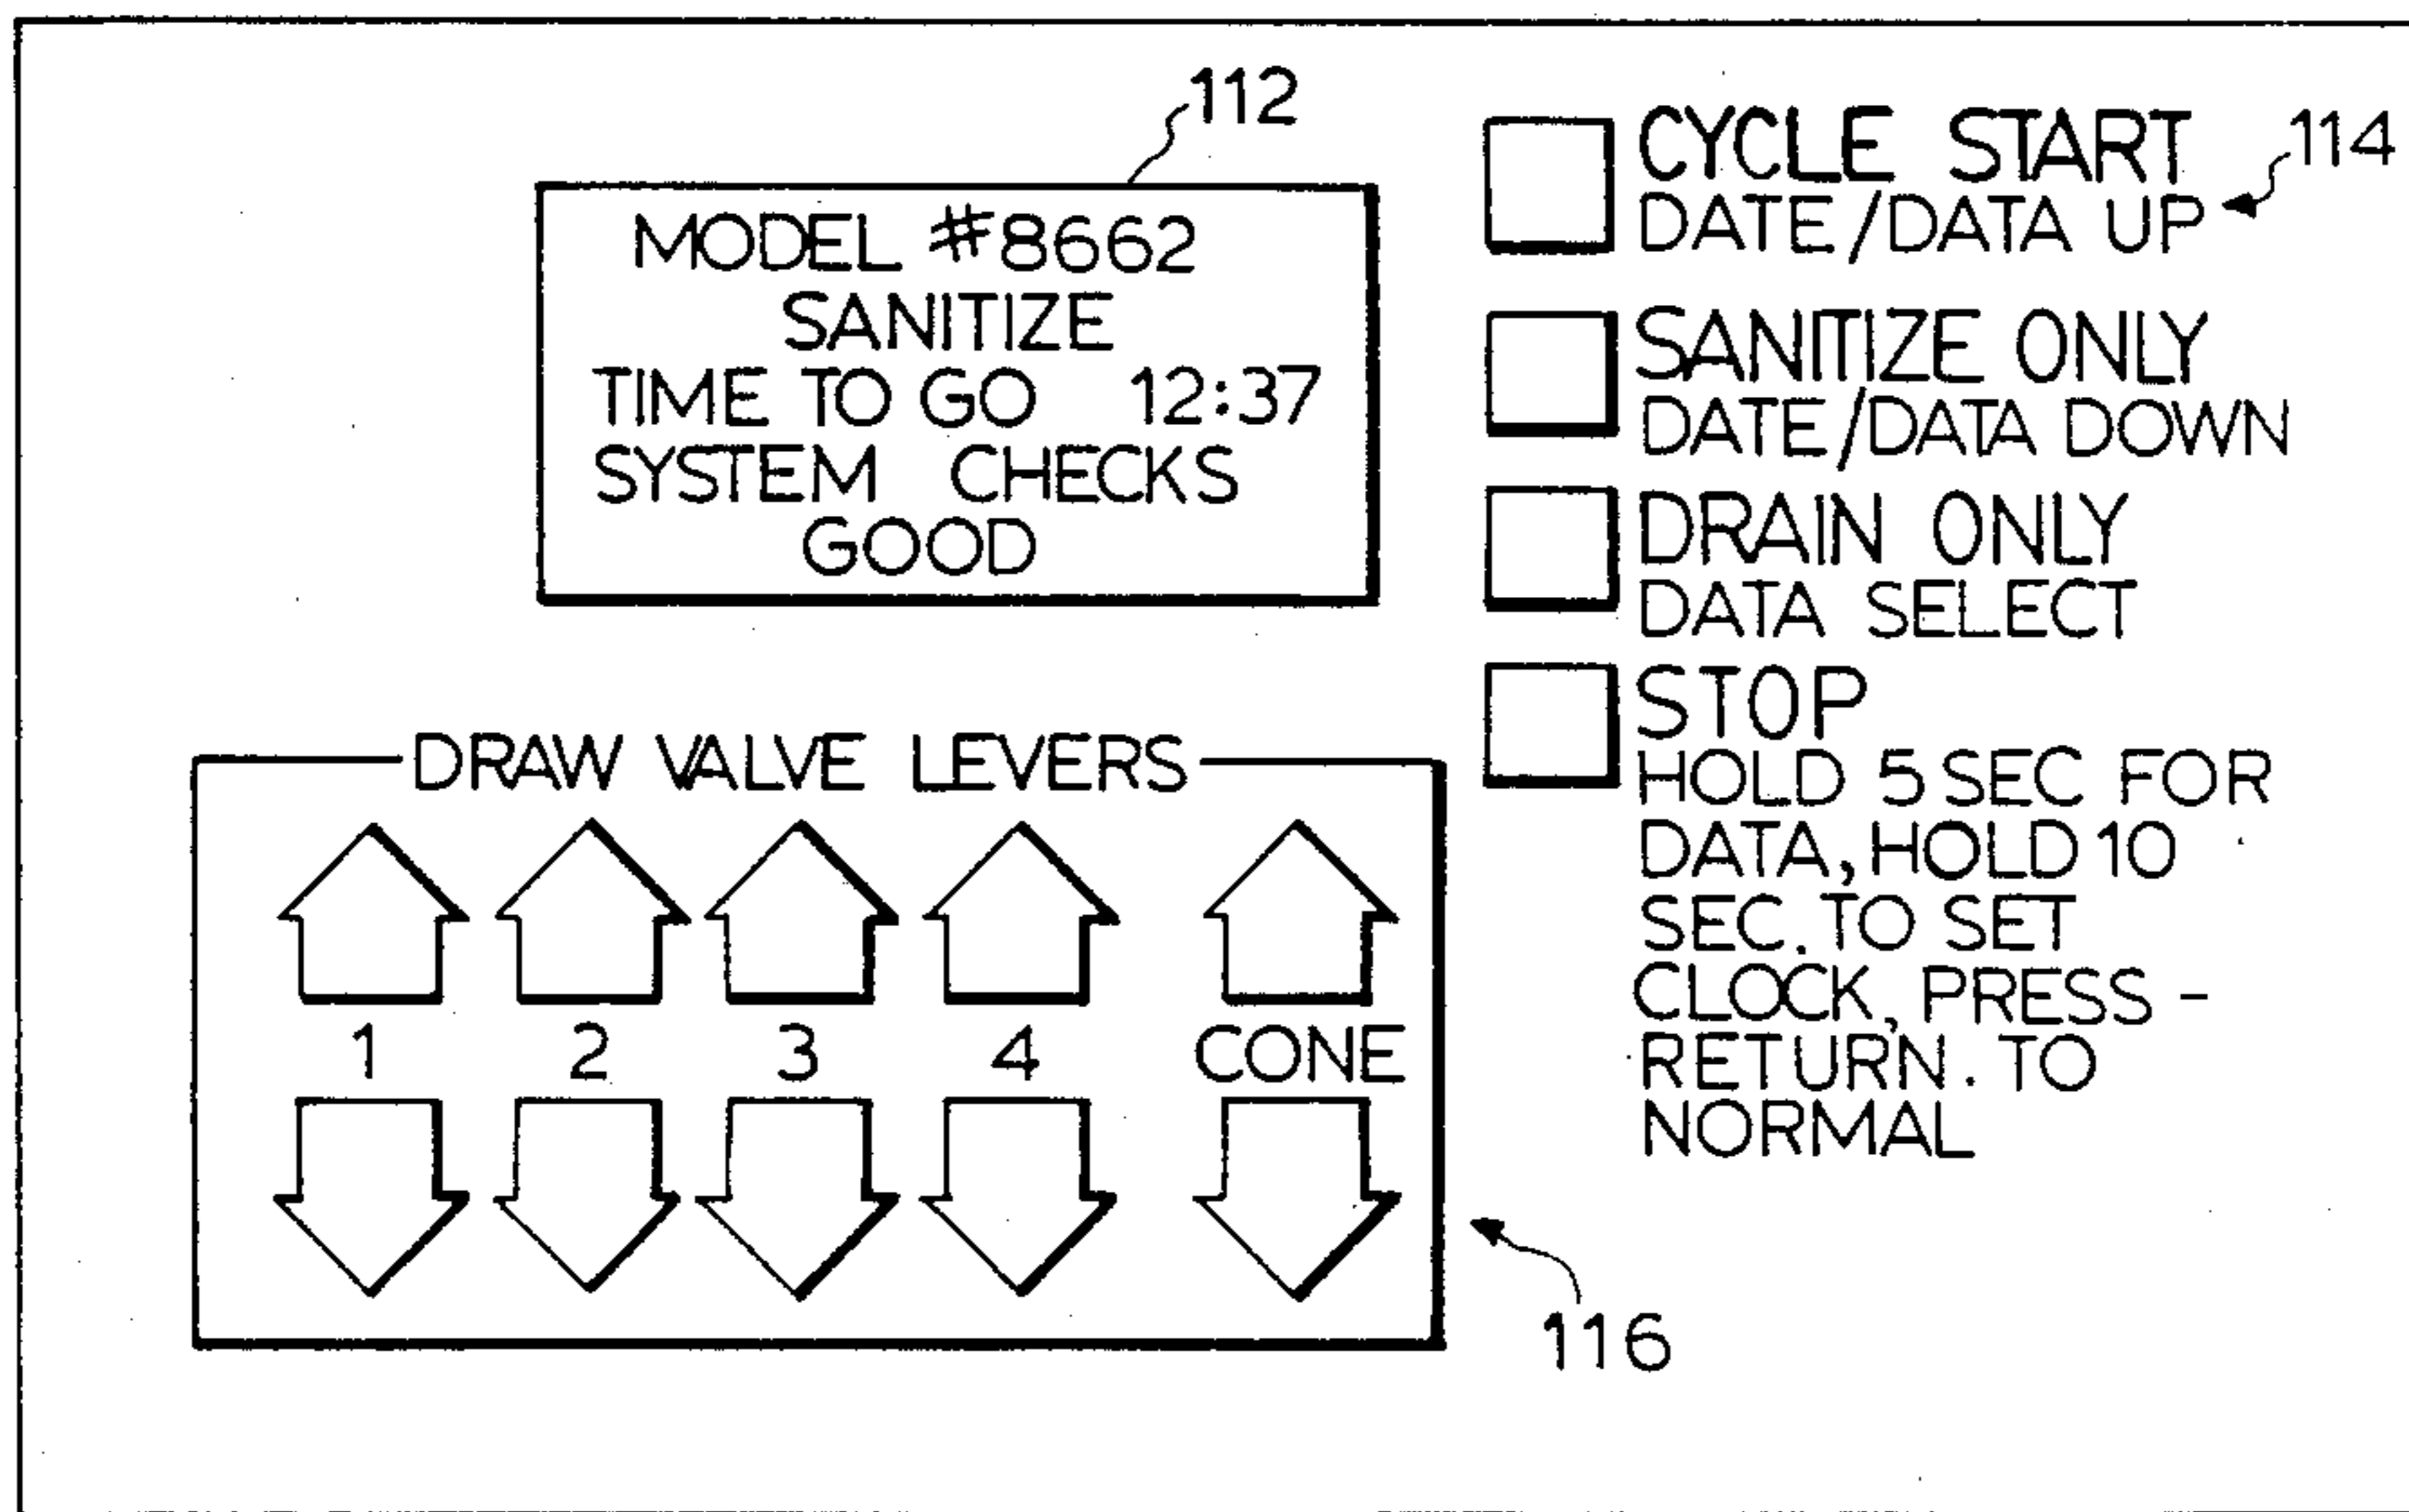 112
MODEL #8662
SANITIZE
TIME TO GO 12:37
SYSTEM CHECKS
GOOD
CYCLE START
DATE/DATA UP
114
SANITIZE ONLY
DATE/DATA DOWN
DRAIN ONLY
DATA SELECT
STOP
HOLD 5 SEC FOR
DATA, HOLD 10
SEC. TO SET
CLOCK, PRESS -
RETURN. TO
NORMAL
DRAW VALVE LEVERS
1 2 3 4 CONE
116